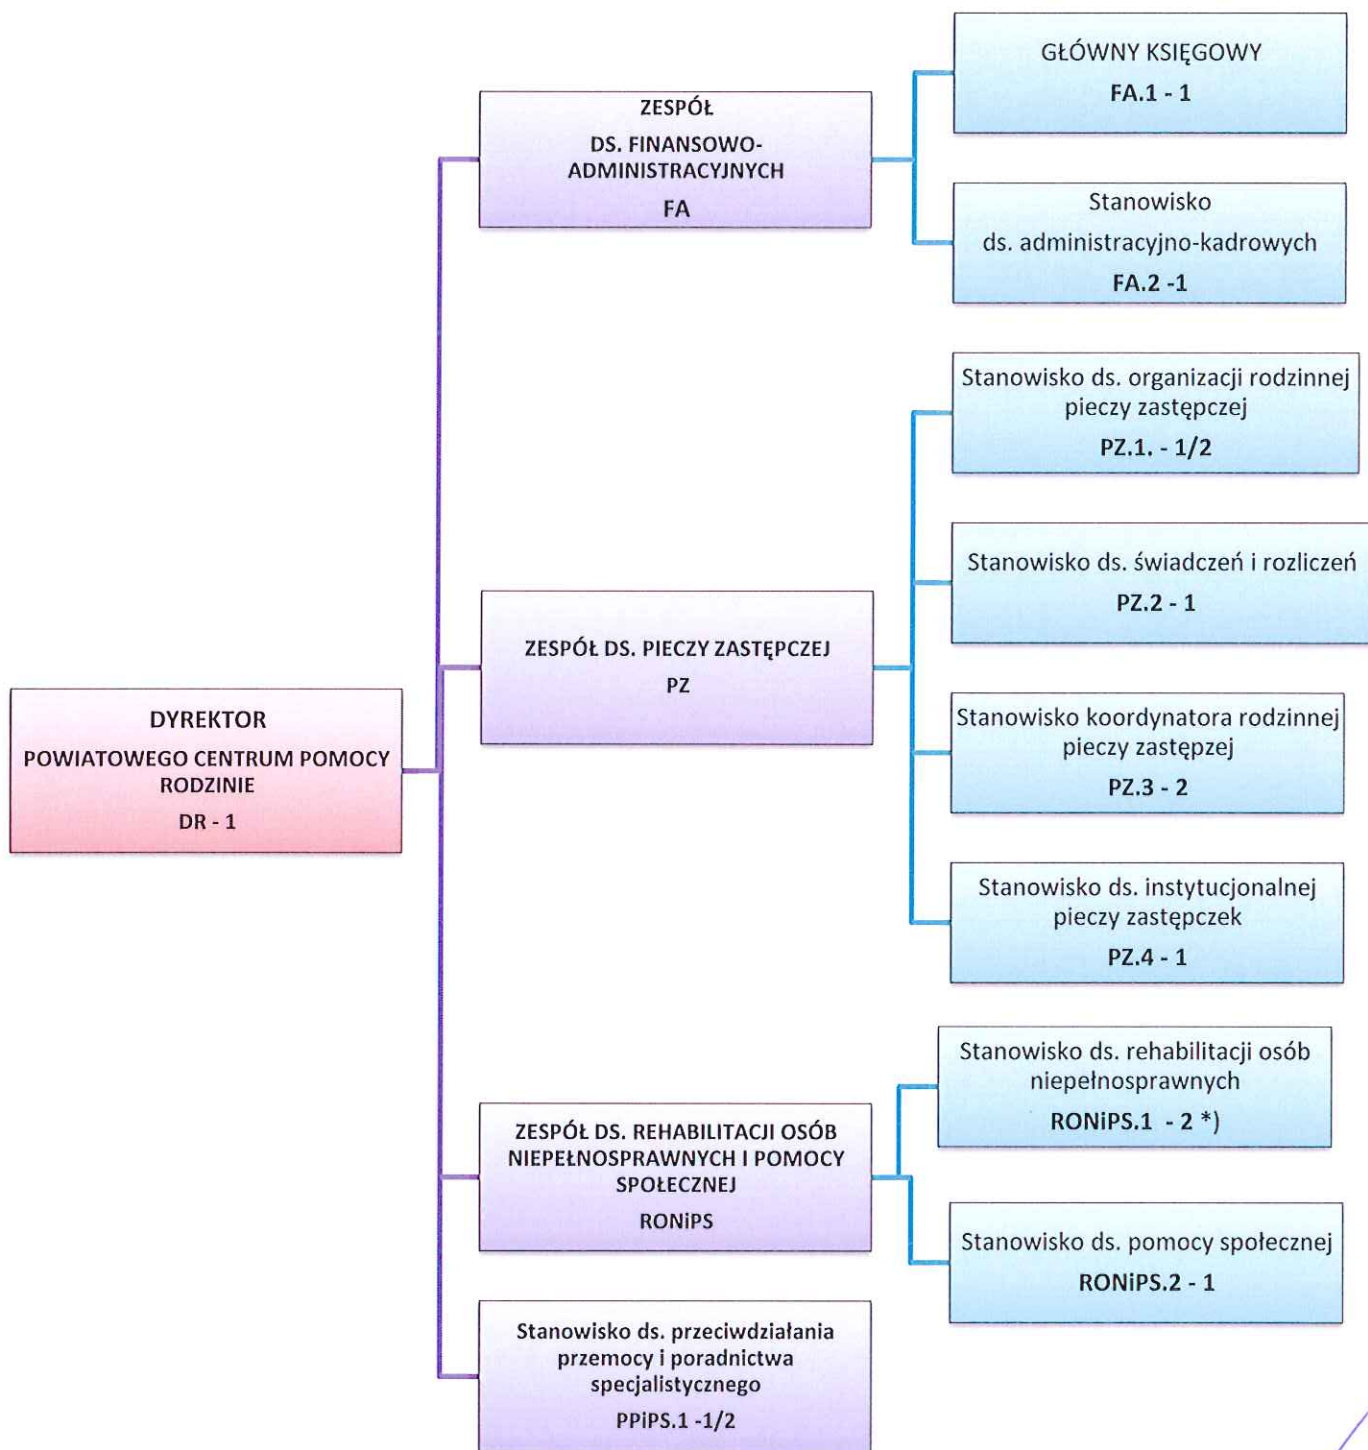 DYREKTOR
POWIATOWEGO CENTRUM POMOCY
RODZINIE
DR - 1
ZESPÓŁ
DS. FINANSOWO-
ADMINISTRACYJNYCH
FA
GŁÓWNY KSIĘGOWY
FA.1 - 1
Stanowisko
ds. administracyjno-kadrowych
FA.2 -1
ZESPÓŁ DS. PIECZY ZASTĘPCZEJ
PZ
Stanowisko ds. organizacji rodzinnej
pieczy zastępczej
PZ.1. - 1/2
Stanowisko ds. świadczeń i rozliczeń
PZ.2 - 1
Stanowisko koordynatora rodzinnej
pieczy zastępzej
PZ.3 - 2
Stanowisko ds. instytucjonalnej
pieczy zastępczek
PZ.4 - 1
ZESPÓŁ DS. REHABILITACJI OSÓB
NIEPEŁNOSPRAWNYCH I POMOCY
SPOŁECZNEJ
RONiPS
Stanowisko ds. rehabilitacji osób
niepełnosprawnych
RONiPS.1 - 2 *)
Stanowisko ds. pomocy społecznej
RONiPS.2 - 1
Stanowisko ds. przeciwdziałania
przemocy i poradnictwa
specjalistycznego
PPiPS.1 -1/2